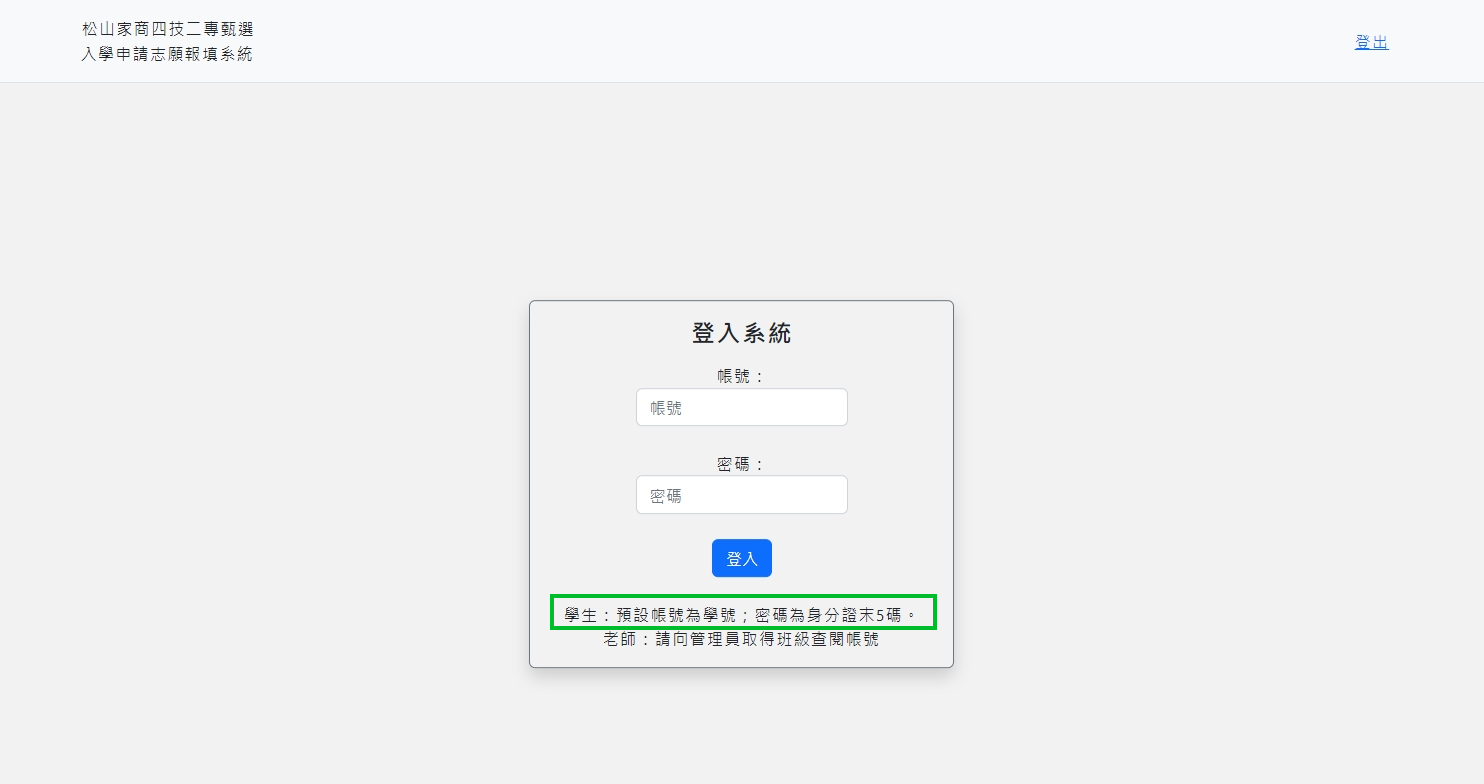 松山家商四技二專甄選
入學申請志願報填系統
登出
登入系統
帳號：
帳號
密碼：
密碼
登入
學生：預設帳號為學號；密碼為身分證末5碼。
老師：請向管理員取得班級查閱帳號